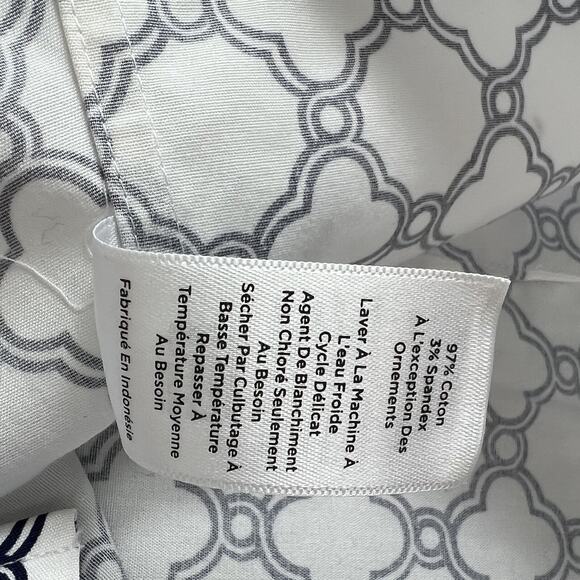 97% Coton
3% Spandex
À L'exception Des
Ornements
Laver À La Machine À
L'eau Froide
Cycle Délicat
Agent De Blanchiment
Non Chloré Seulement
Au Besoin
Sécher Par Culbutage À
Basse Température
Repasser À
Température Moyenne
Au Besoin
Fabriqué En Indonésie